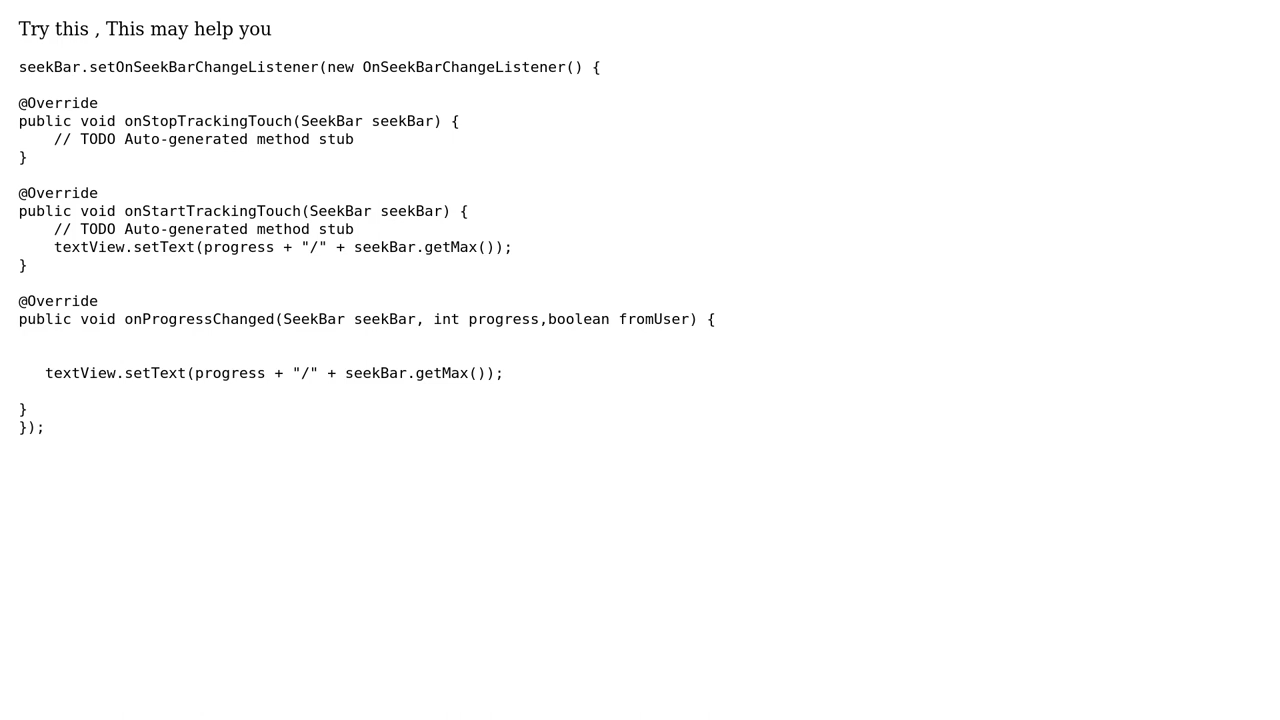 Try this , This may help you
seekBar.setOnSeekBarChangeListener(new OnSeekBarChangeListener() {
@Override
public void onStopTrackingTouch(SeekBar seekBar) {
    // TODO Auto-generated method stub
}
@Override
public void onStartTrackingTouch(SeekBar seekBar) {
    // TODO Auto-generated method stub
    textView.setText(progress + "/" + seekBar.getMax());
}
@Override
public void onProgressChanged(SeekBar seekBar, int progress,boolean fromUser) {
   textView.setText(progress + "/" + seekBar.getMax());
}
});